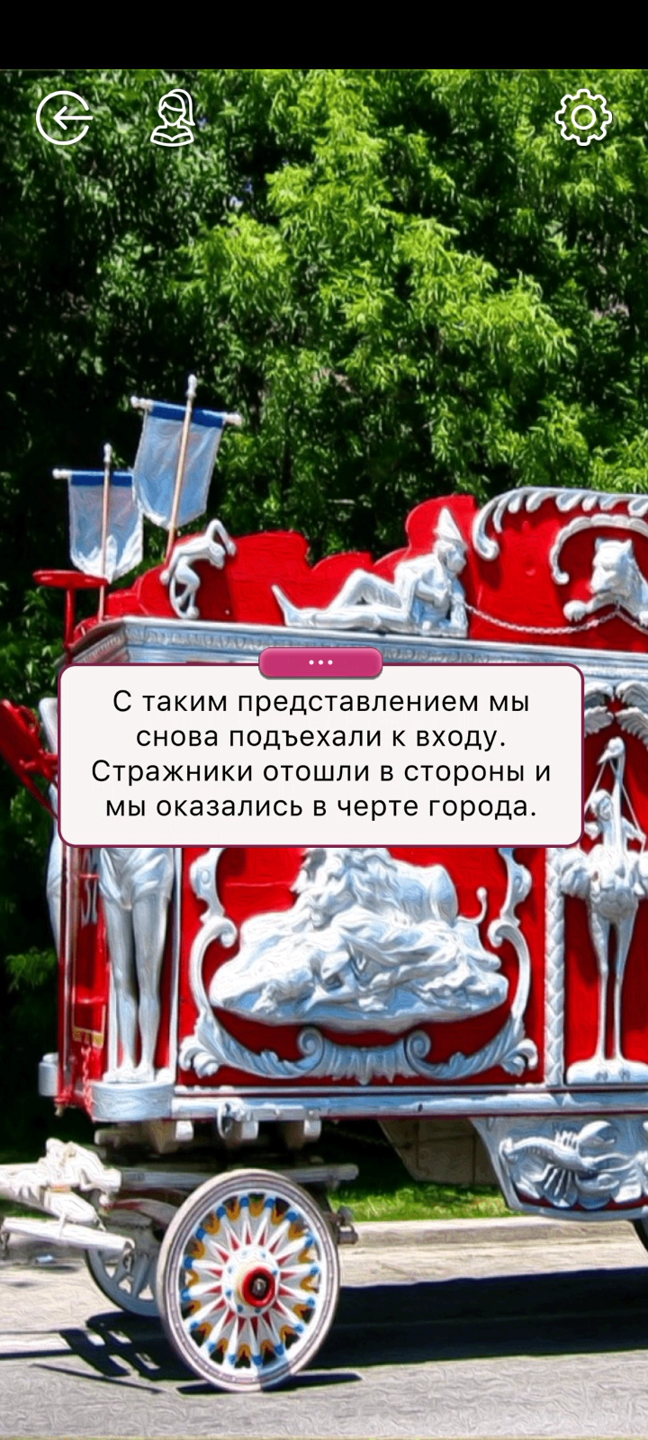 С таким представлением мы
снова подъехали к входу.
Стражники отошли в стороны и
мы оказались в черте города.